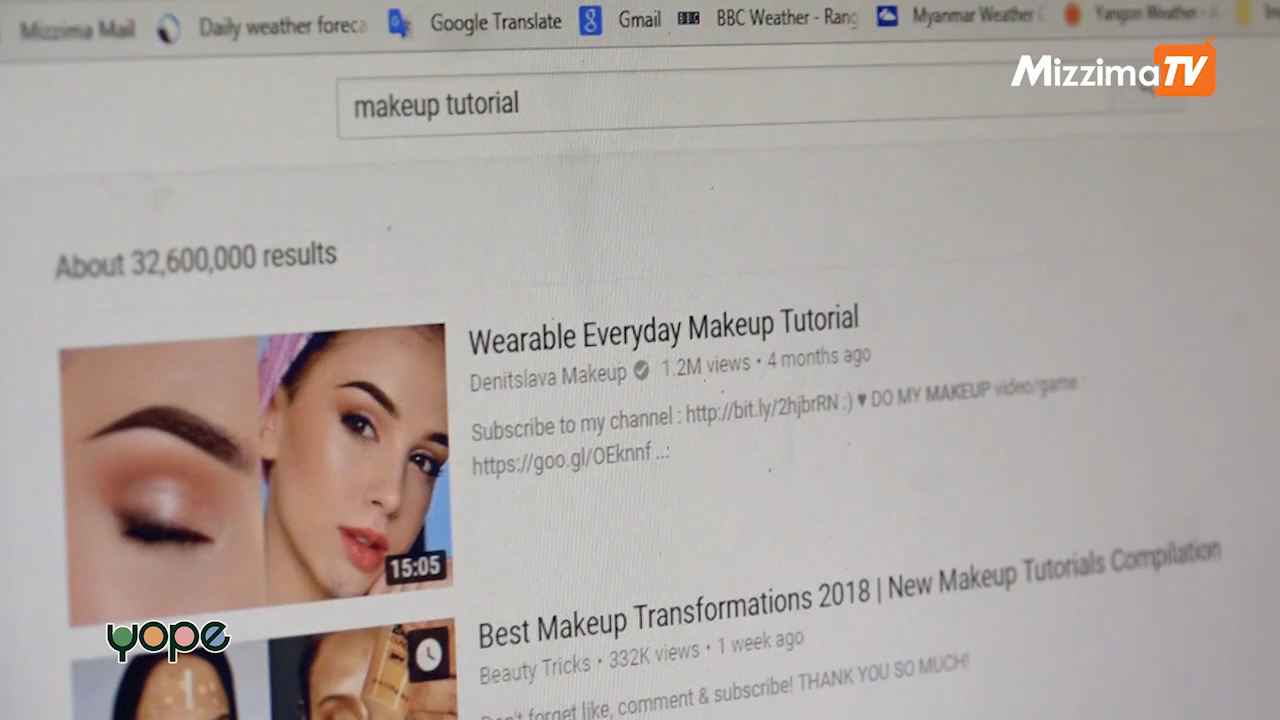 Mizzima Mail
Daily weather foreca
Google Translate
Gmail
BBC
BBC Weather - Rang
Myanmar Weather
Yangon Weather -
MizzimaTV
makeup tutorial
About 32,600,000 results
Wearable Everyday Makeup Tutorial
Denitslava Makeup 1.2M views • 4 months ago
Subscribe to my channel : http://bit.ly/2hjbrRN :) ♥ DO MY MAKEUP video/game :
https://goo.gl/OEknnf ...:
15:05
Best Makeup Transformations 2018 | New Makeup Tutorials Compilation
Beauty Tricks • 332K views • 1 week ago
Don't forget like, comment & subscribe! THANK YOU SO MUCH!
yope